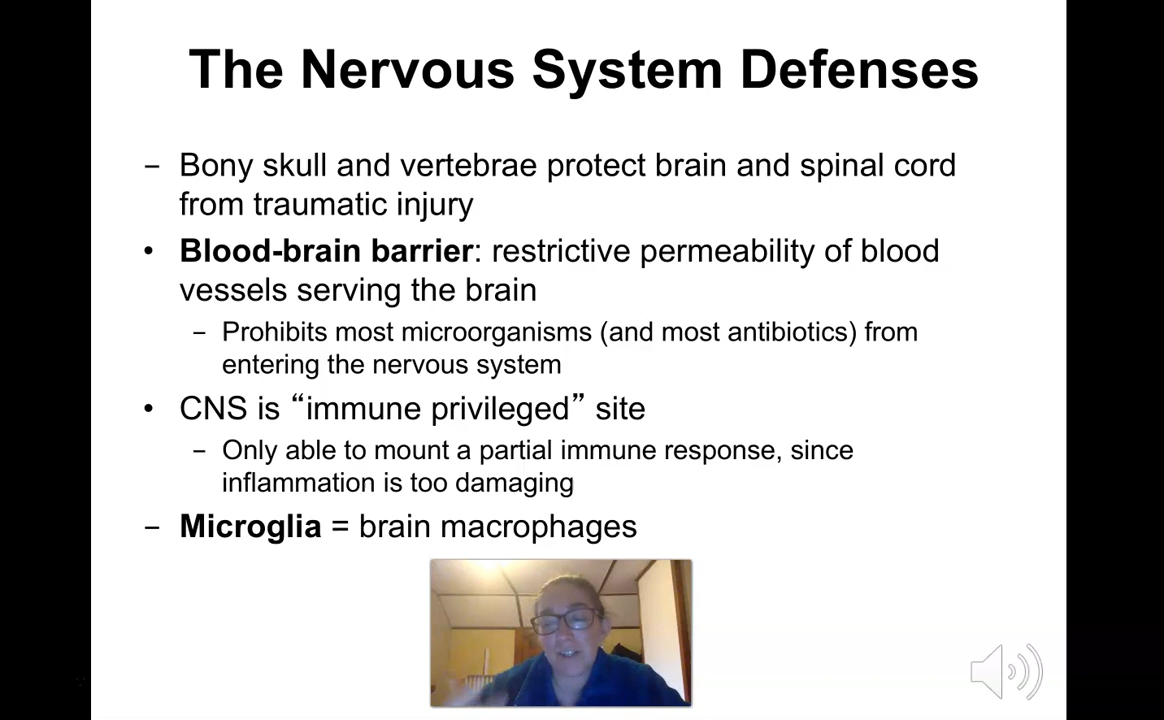 The Nervous System Defenses
– Bony skull and vertebrae protect brain and spinal cord
from traumatic injury
• Blood-brain barrier: restrictive permeability of blood
vessels serving the brain
– Prohibits most microorganisms (and most antibiotics) from
entering the nervous system
• CNS is “immune privileged” site
– Only able to mount a partial immune response, since
inflammation is too damaging
– Microglia = brain macrophages